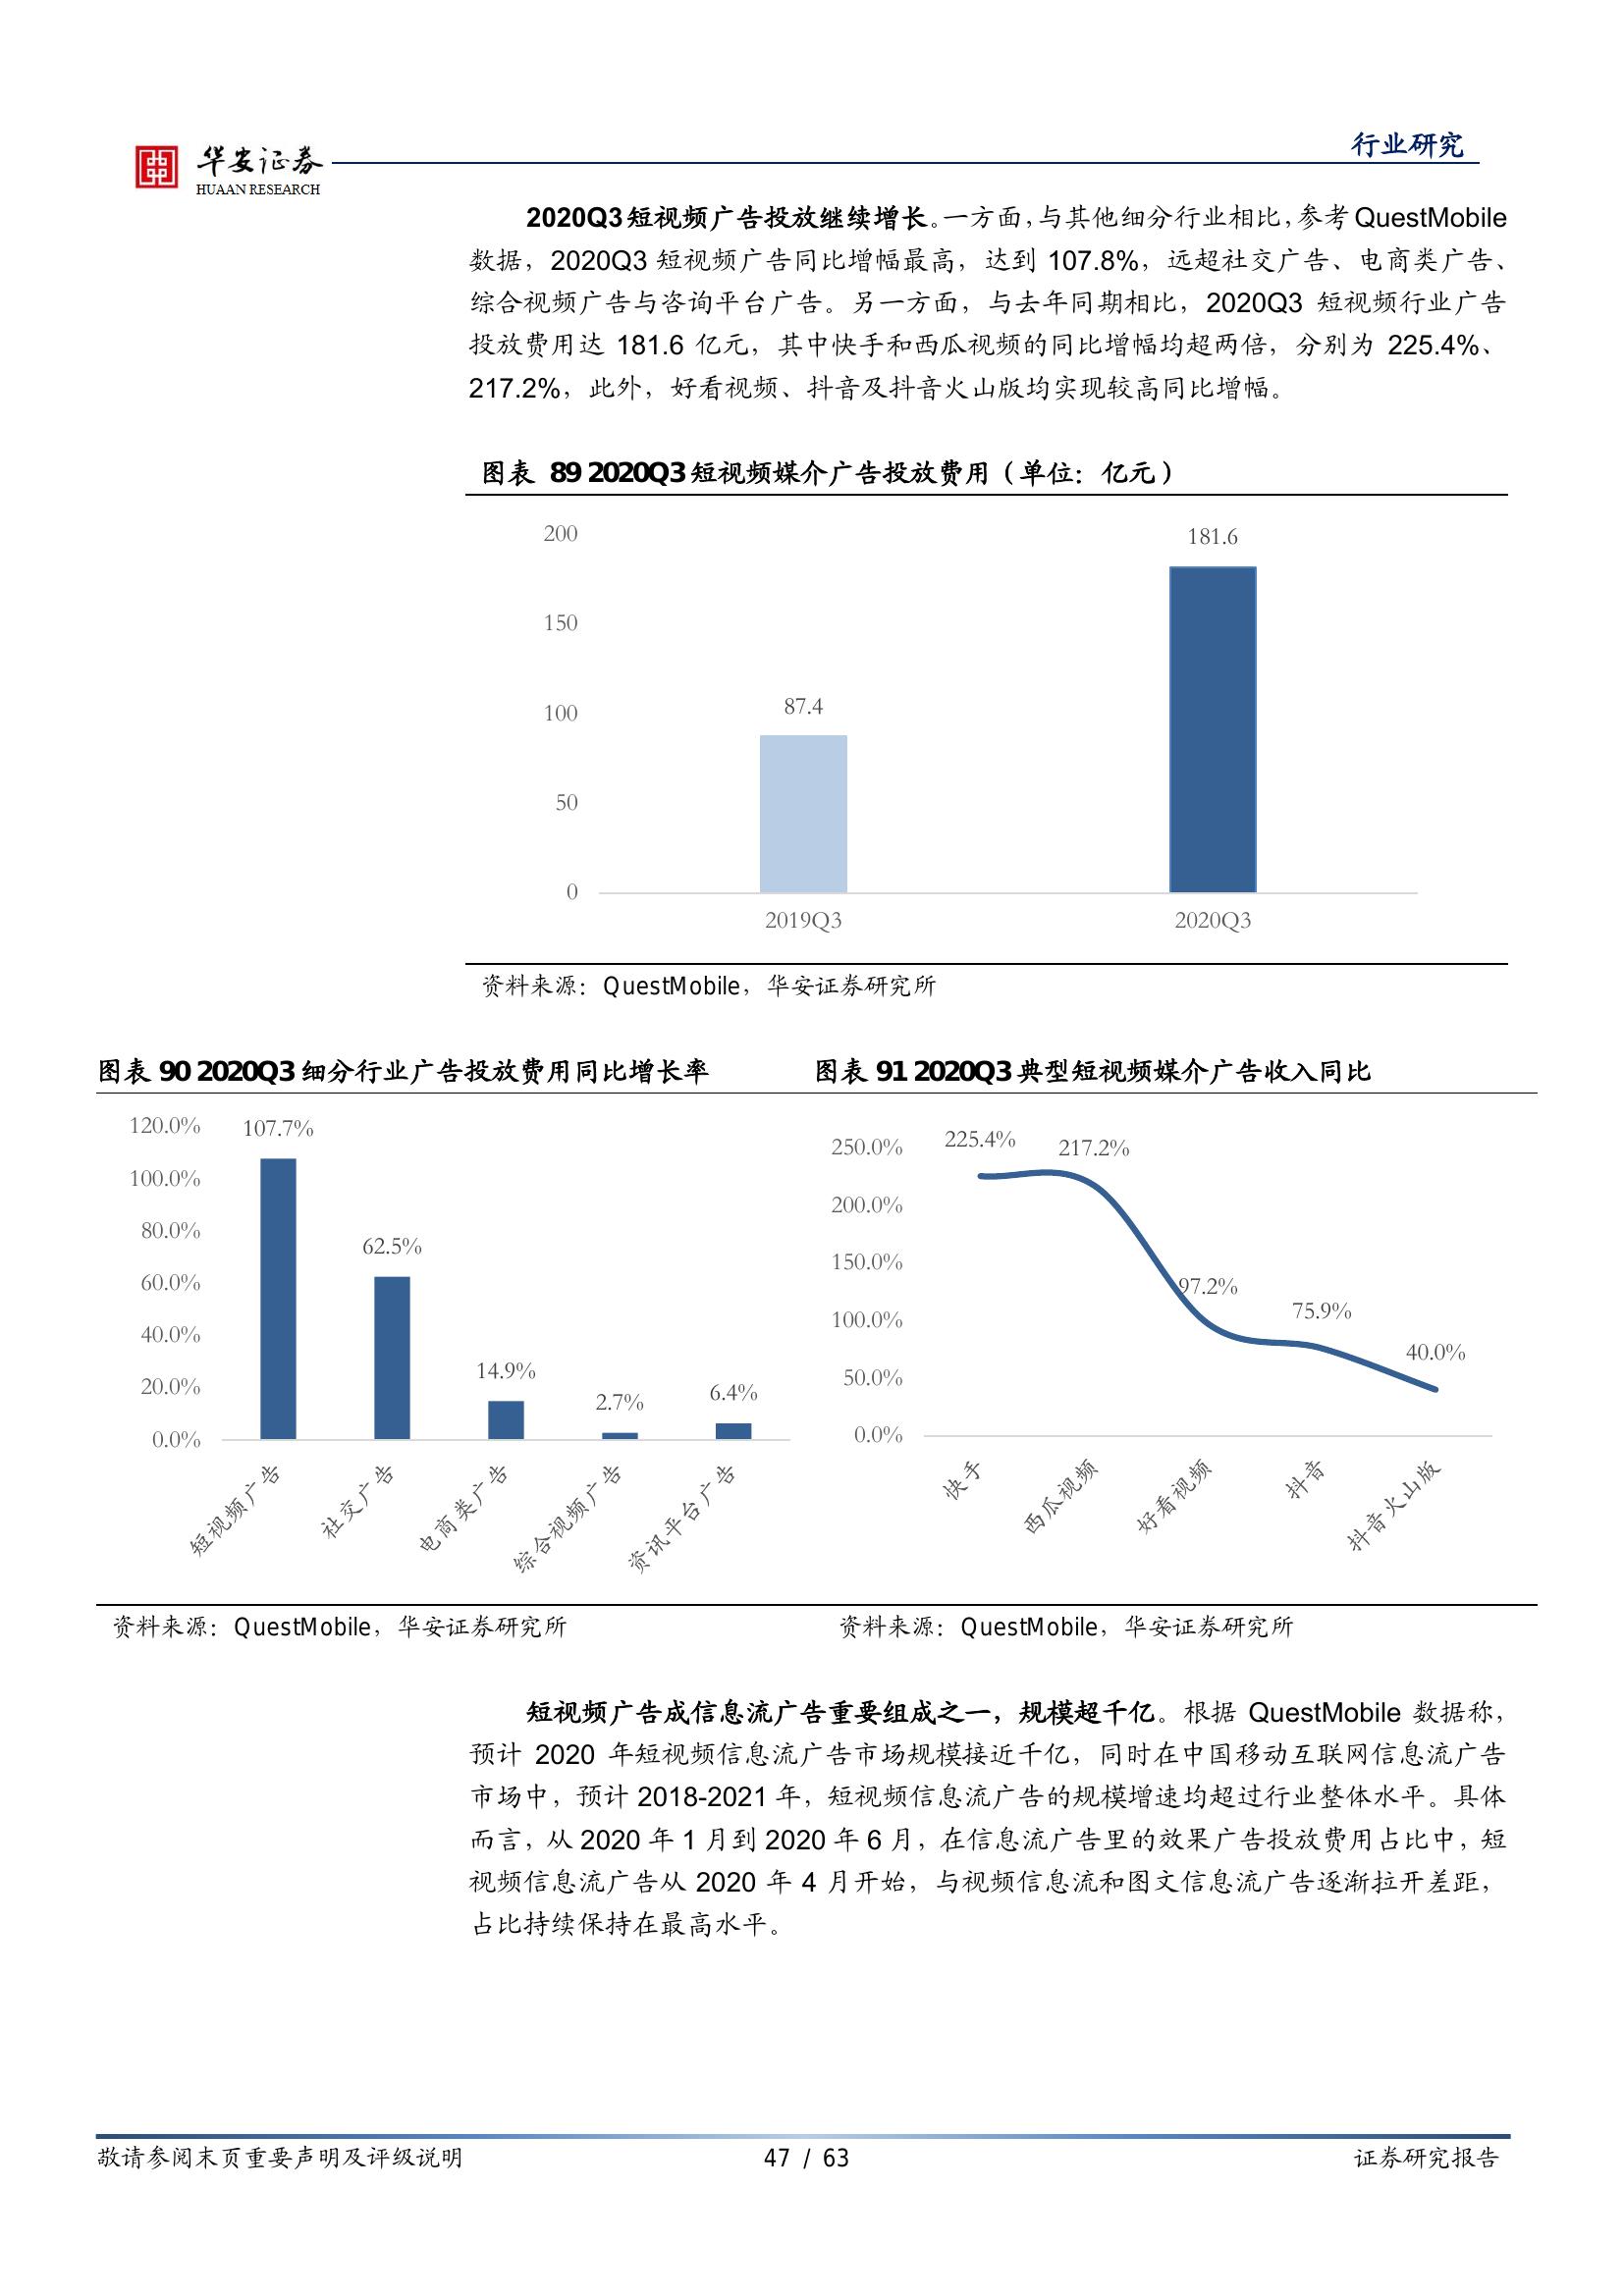 华安证券
HUAAN RESEARCH
行业研究
2020Q3短视频广告投放继续增长。一方面,与其他细分行业相比,参考QuestMobile
数据，2020Q3 短视频广告同比增幅最高，达到 107.8%，远超社交广告、电商类广告、
综合视频广告与咨询平台广告。另一方面，与去年同期相比，2020Q3 短视频行业广告
投放费用达 181.6 亿元，其中快手和西瓜视频的同比增幅均超两倍，分别为 225.4%、
217.2%，此外，好看视频、抖音及抖音火山版均实现较高同比增幅。
图表 89 2020Q3短视频媒介广告投放费用（单位：亿元）
200
150
100
50
0
87.4
181.6
2019Q3
2020Q3
资料来源：QuestMobile，华安证券研究所
图表 90 2020Q3细分行业广告投放费用同比增长率
120.0%
100.0%
80.0%
60.0%
40.0%
20.0%
0.0%
107.7%
62.5%
14.9%
2.7%
6.4%
短视频广告
社交广告
电商类广告
综合视频广告
资讯平台广告
资料来源：QuestMobile，华安证券研究所
图表 91 2020Q3典型短视频媒介广告收入同比
250.0%
200.0%
150.0%
100.0%
50.0%
0.0%
225.4%
217.2%
97.2%
75.9%
40.0%
快手
西瓜视频
好看视频
抖音
抖音火山版
资料来源：QuestMobile，华安证券研究所
短视频广告成信息流广告重要组成之一，规模超千亿。根据 QuestMobile 数据称，
预计 2020 年短视频信息流广告市场规模接近千亿，同时在中国移动互联网信息流广告
市场中，预计 2018-2021 年，短视频信息流广告的规模增速均超过行业整体水平。具体
而言，从 2020 年 1 月到 2020 年 6 月，在信息流广告里的效果广告投放费用占比中，短
视频信息流广告从 2020 年 4 月开始，与视频信息流和图文信息流广告逐渐拉开差距，
占比持续保持在最高水平。
敬请参阅末页重要声明及评级说明
47 / 63
证券研究报告